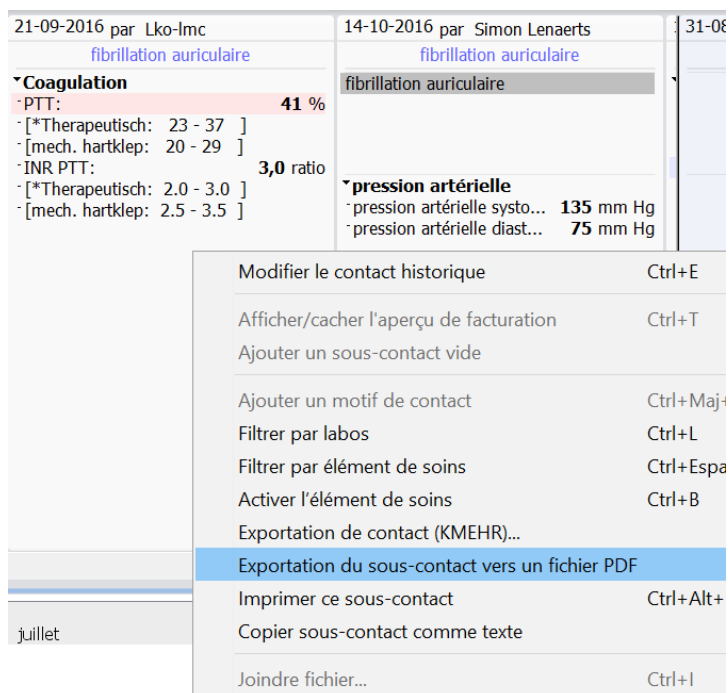 21-09-2016 par Lko-lmc
fibrillation auriculaire
Coagulation
PTT: 41 %
[*Therapeutisch: 23 - 37 ]
[mech. hartklep: 20 - 29 ]
INR PTT: 3,0 ratio
[*Therapeutisch: 2.0 - 3.0 ]
[mech. hartklep: 2.5 - 3.5 ]
14-10-2016 par Simon Lenaerts
fibrillation auriculaire
fibrillation auriculaire
pression artérielle
pression artérielle systo... 135 mm Hg
pression artérielle diast... 75 mm Hg
31-08
Modifier le contact historique Ctrl+E
Afficher/cacher l'aperçu de facturation Ctrl+T
Ajouter un sous-contact vide
Ajouter un motif de contact Ctrl+Maj+
Filtrer par labos Ctrl+L
Filtrer par élément de soins Ctrl+Espa
Activer l’élément de soins Ctrl+B
Exportation de contact (KMEHR)...
Exportation du sous-contact vers un fichier PDF
Imprimer ce sous-contact Ctrl+Alt+
Copier sous-contact comme texte
Joindre fichier... Ctrl+I
juillet